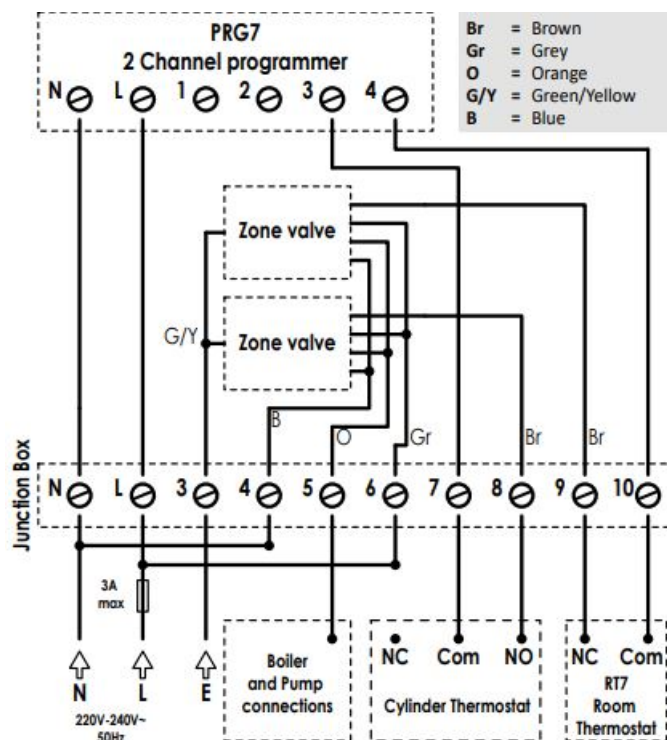 PRG7
2 Channel programmer
N L 1 2 3 4
Br = Brown
Gr = Grey
O = Orange
G/Y = Green/Yellow
B = Blue
Zone valve
G/Y
Zone valve
B O Gr Br Br
Junction Box
N L 3 4 5 6 7 8 9 10
3A
max
N L E
220V-240V~
50Hz
Boiler
and Pump
connections
NC Com NO
Cylinder Thermostat
NC Com
RT7
Room
Thermostat